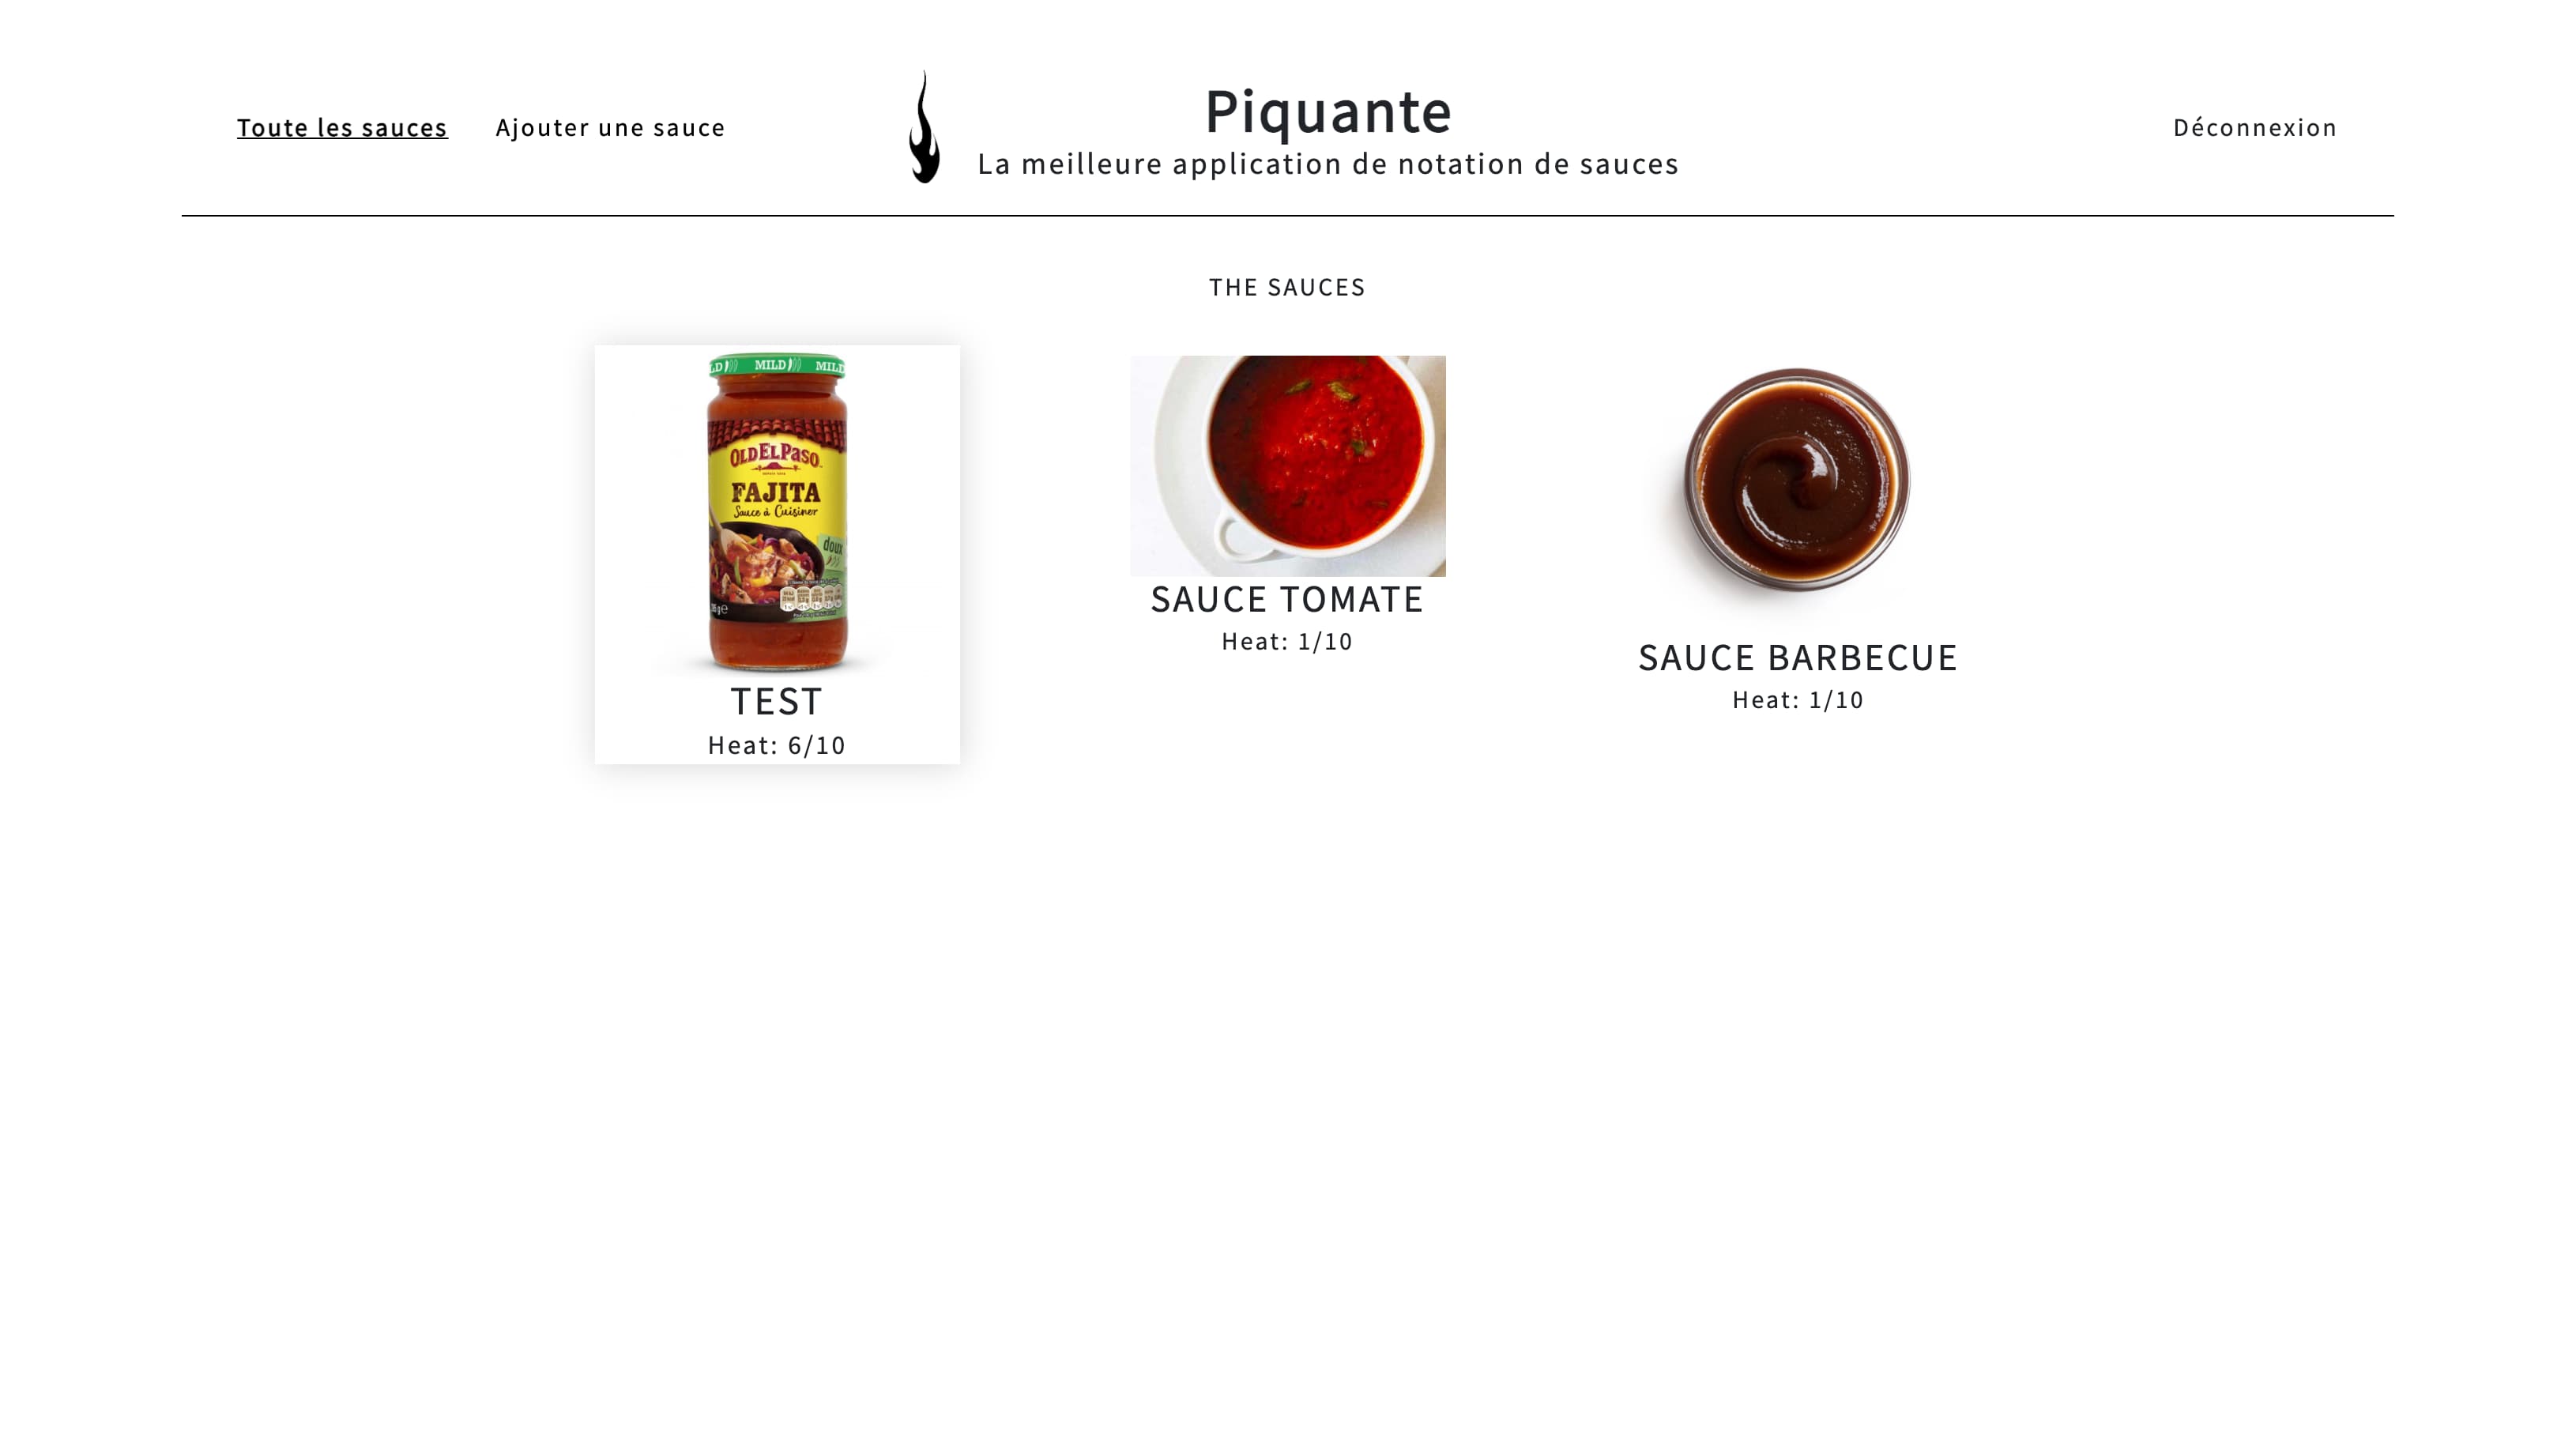 Toute les sauces
Ajouter une sauce
Piquante
La meilleure application de notation de sauces
Déconnexion
THE SAUCES
MILD
MILD
OLD EL PASO
FAJITA
Sauce à Cuisiner
doux
TEST
Heat: 6/10
SAUCE TOMATE
Heat: 1/10
SAUCE BARBECUE
Heat: 1/10